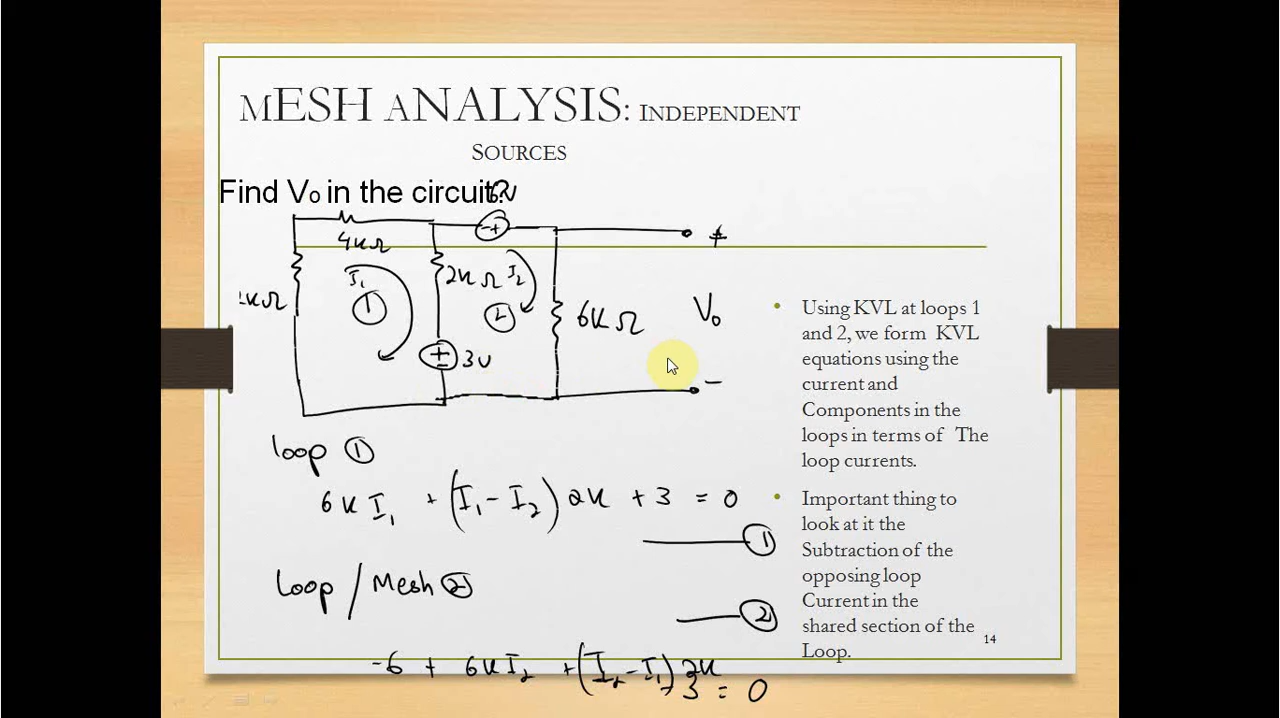 MESH ANALYSIS: INDEPENDENT
SOURCES
Find Vo in the circuit?
6V
- +
4kΩ
+
kΩ
I1
1
2kΩ
I2
2
6kΩ
Vo
+
-
3V
-
loop 1
6k I1 + (I1 - I2) 2k + 3 = 0
1
Loop / Mesh 2
2
-6 + 6k I2 + (I2 - I1) 2k
3 = 0
• Using KVL at loops 1
and 2, we form KVL
equations using the
current and
Components in the
loops in terms of The
loop currents.
• Important thing to
look at it the
Subtraction of the
opposing loop
Current in the
shared section of the
Loop.
14